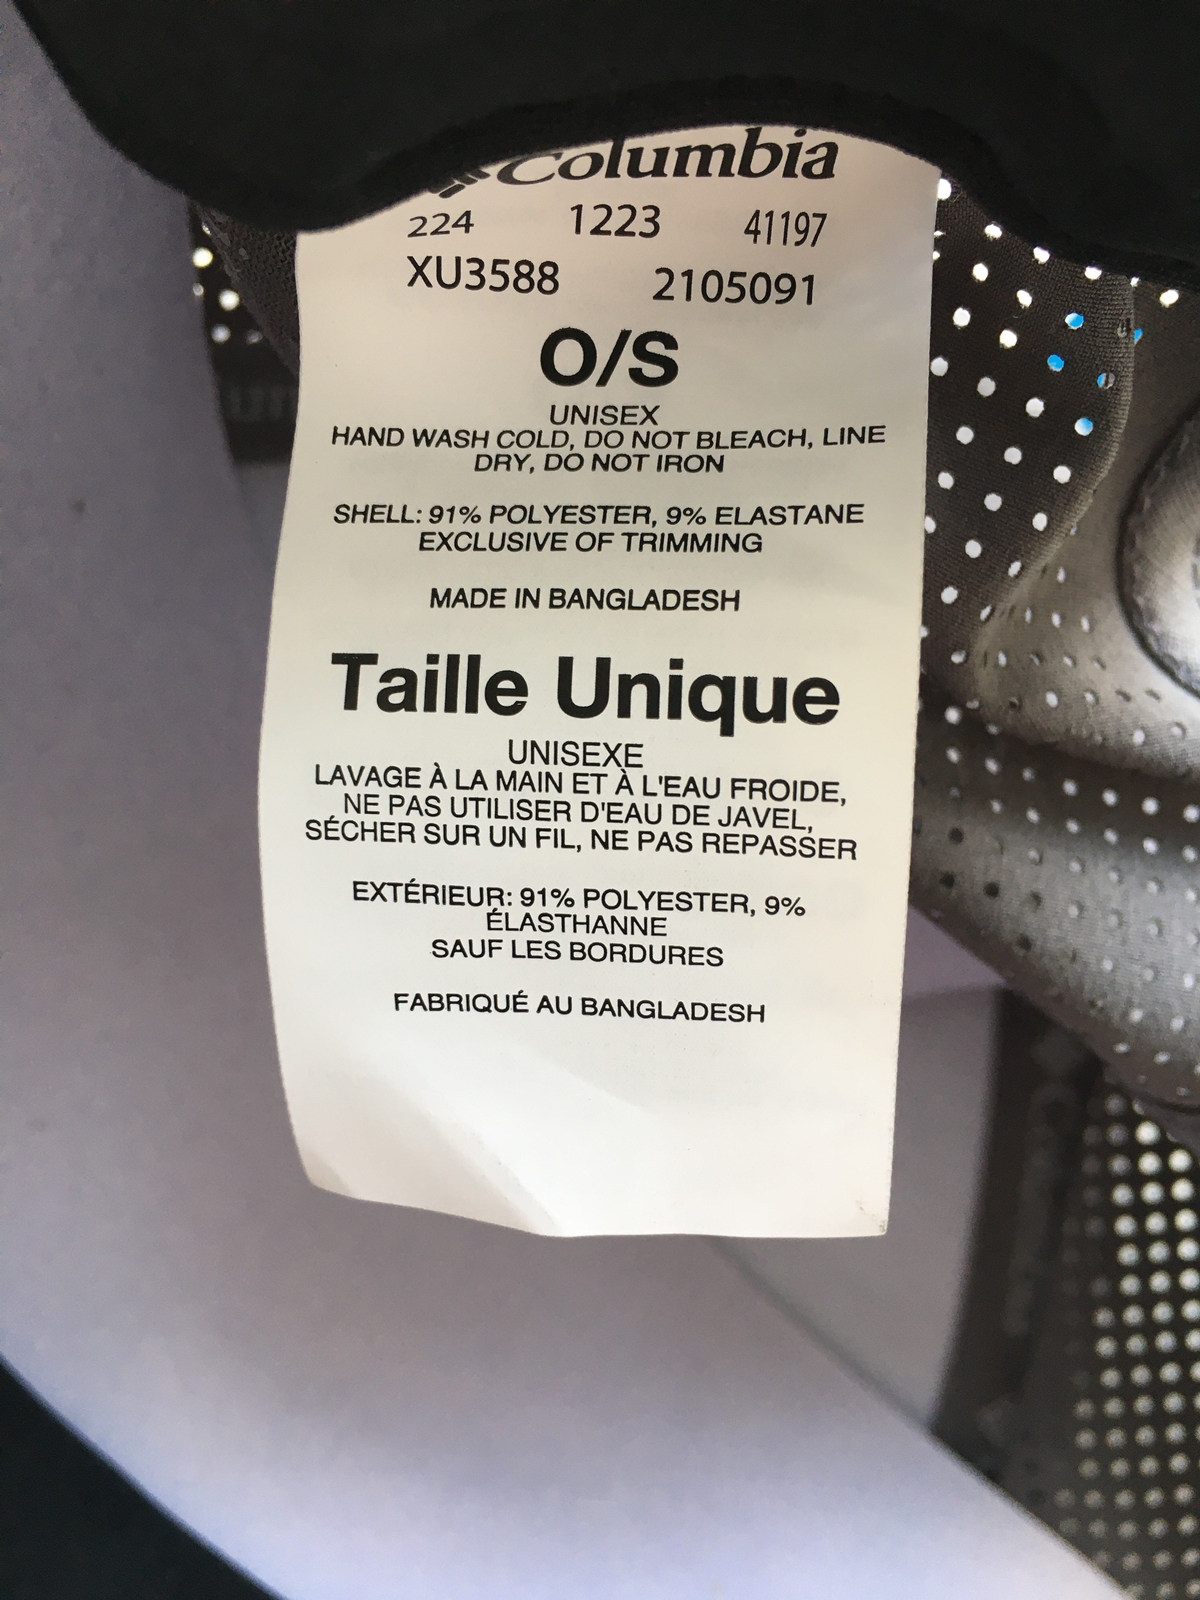 Columbia
224 1223 41197
XU3588 2105091
O/S
UNISEX
HAND WASH COLD, DO NOT BLEACH, LINE
DRY, DO NOT IRON
SHELL: 91% POLYESTER, 9% ELASTANE
EXCLUSIVE OF TRIMMING
MADE IN BANGLADESH
Taille Unique
UNISEXE
LAVAGE À LA MAIN ET À L'EAU FROIDE,
NE PAS UTILISER D'EAU DE JAVEL,
SÉCHER SUR UN FIL, NE PAS REPASSER
EXTÉRIEUR: 91% POLYESTER, 9%
ÉLASTHANNE
SAUF LES BORDURES
FABRIQUÉ AU BANGLADESH